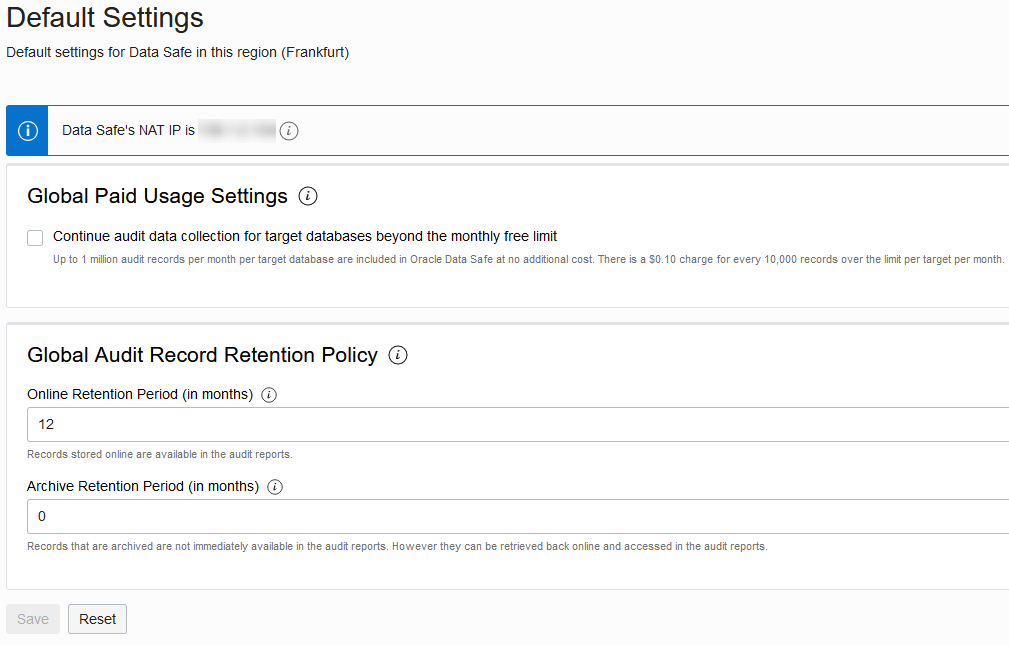 Default Settings
Default settings for Data Safe in this region (Frankfurt)
Data Safe's NAT IP is
Global Paid Usage Settings
Continue audit data collection for target databases beyond the monthly free limit
Up to 1 million audit records per month per target database are included in Oracle Data Safe at no additional cost. There is a $0.10 charge for every 10,000 records over the limit per target per month.
Global Audit Record Retention Policy
Online Retention Period (in months)
12
Records stored online are available in the audit reports.
Archive Retention Period (in months)
0
Records that are archived are not immediately available in the audit reports. However they can be retrieved back online and accessed in the audit reports.
Save Reset